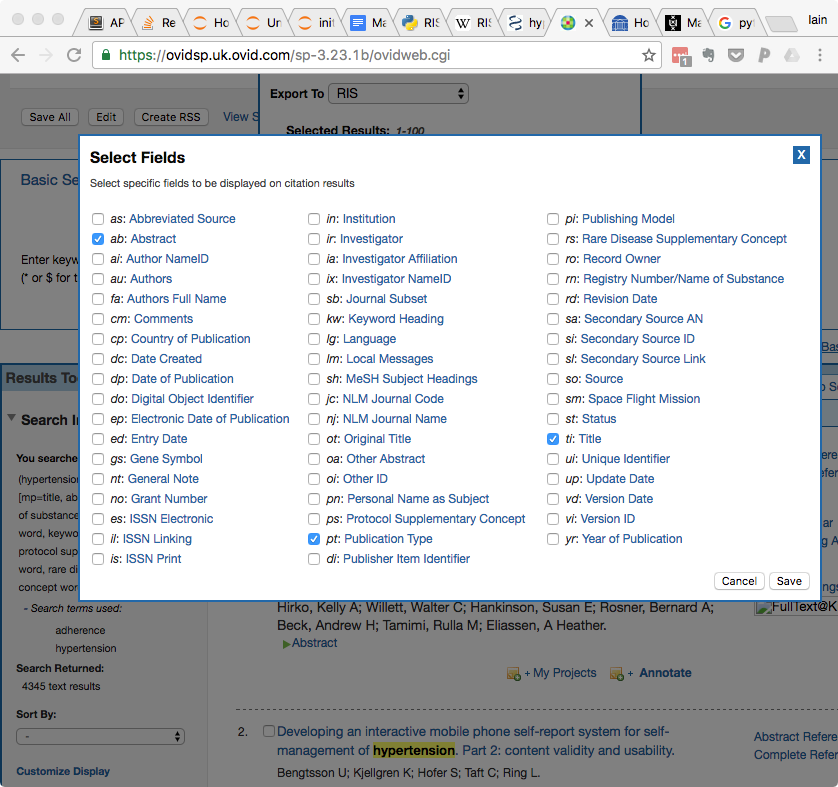 AP
Re
Ho
Un
ini
Ma
RIS
W RIS
hy
Ho
Ma
G py
Iain
https://ovidsp.uk.ovid.com/sp-3.23.1b/ovidweb.cgi
1
Export To RIS
Save All Edit Create RSS View S
Selected Results: 1-100
Select Fields X
Select specific fields to be displayed on citation results
as: Abbreviated Source
ab: Abstract
ai: Author NameID
au: Authors
fa: Authors Full Name
cm: Comments
cp: Country of Publication
dc: Date Created
dp: Date of Publication
do: Digital Object Identifier
ep: Electronic Date of Publication
ed: Entry Date
gs: Gene Symbol
nt: General Note
no: Grant Number
es: ISSN Electronic
il: ISSN Linking
is: ISSN Print
in: Institution
ir: Investigator
ia: Investigator Affiliation
ix: Investigator NameID
sb: Journal Subset
kw: Keyword Heading
lg: Language
lm: Local Messages
sh: MeSH Subject Headings
jc: NLM Journal Code
nj: NLM Journal Name
ot: Original Title
oa: Other Abstract
oi: Other ID
pn: Personal Name as Subject
ps: Protocol Supplementary Concept
pt: Publication Type
di: Publisher Item Identifier
pi: Publishing Model
rs: Rare Disease Supplementary Concept
ro: Record Owner
rn: Registry Number/Name of Substance
rd: Revision Date
sa: Secondary Source AN
si: Secondary Source ID
sl: Secondary Source Link
so: Source
sm: Space Flight Mission
st: Status
ti: Title
ui: Unique Identifier
up: Update Date
vd: Version Date
vi: Version ID
yr: Year of Publication
Cancel Save
Basic Se
Enter keyw
(* or $ for t
Results To
Search In
You searche
(hypertension
[mp=title, ab
of substance
word, keywo
protocol sup
word, rare di
concept wor
- Search terms used:
adherence
hypertension
Search Returned:
4345 text results
Sort By:
-
Customize Display
Hirko, Kelly A; Willett, Walter C; Hankinson, Susan E; Rosner, Bernard A;
Beck, Andrew H; Tamimi, Rulla M; Eliassen, A Heather.
Abstract
FullText@K
+ My Projects + Annotate
2. Developing an interactive mobile phone self-report system for self-
management of hypertension. Part 2: content validity and usability.
Bengtsson U; Kjellgren K; Hofer S; Taft C; Ring L.
Abstract Refere
Complete Refer